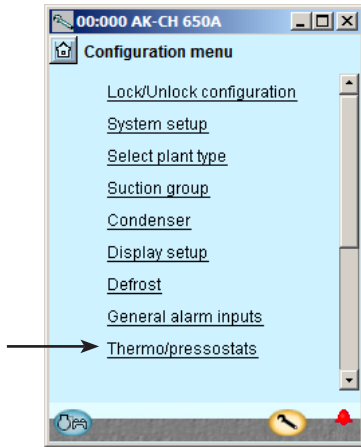 00:000 AK-CH 650A
Configuration menu
Lock/Unlock configuration
System setup
Select plant type
Suction group
Condenser
Display setup
Defrost
General alarm inputs
Thermo/pressostats